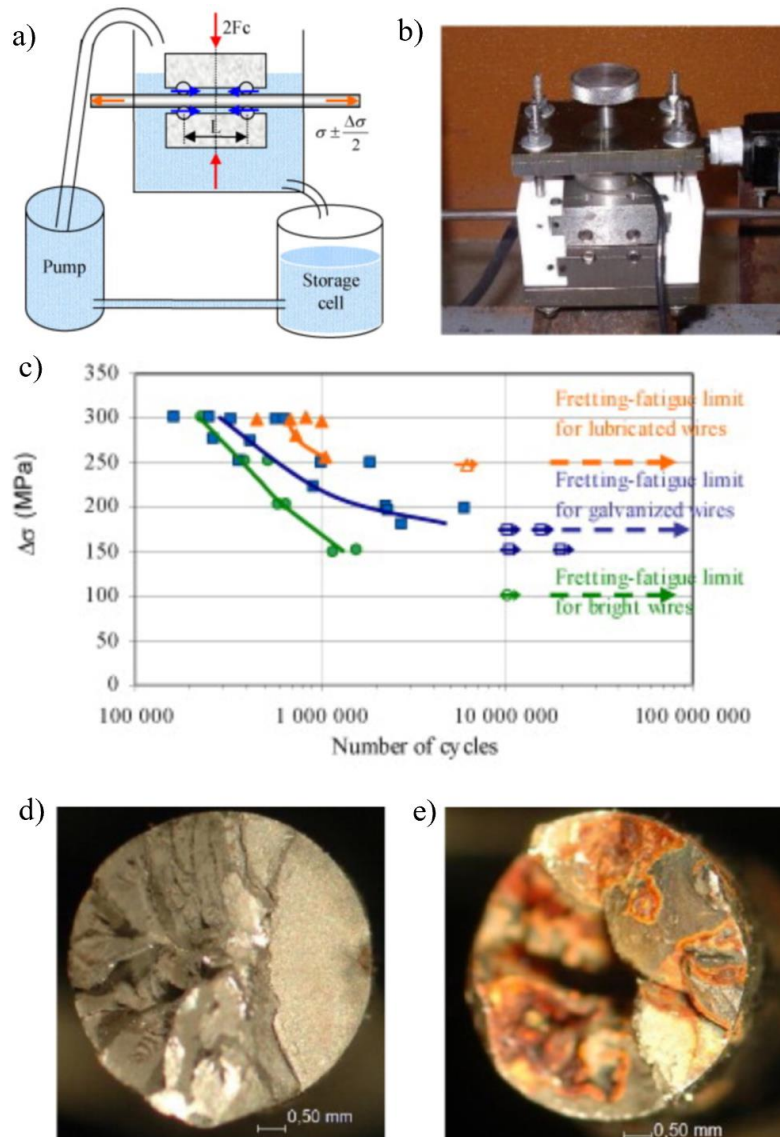 a)
2Fc
L
σ ± Δσ/2
Pump
Storage
cell
b)
c)
Δσ (MPa)
350
300
250
200
150
100
50
0
100 000
1 000 000
10 000 000
100 000 000
Number of cycles
Fretting-fatigue limit
for lubricated wires
Fretting-fatigue limit
for galvanized wires
Fretting-fatigue limit
for bright wires
d)
0,50 mm
e)
0,50 mm